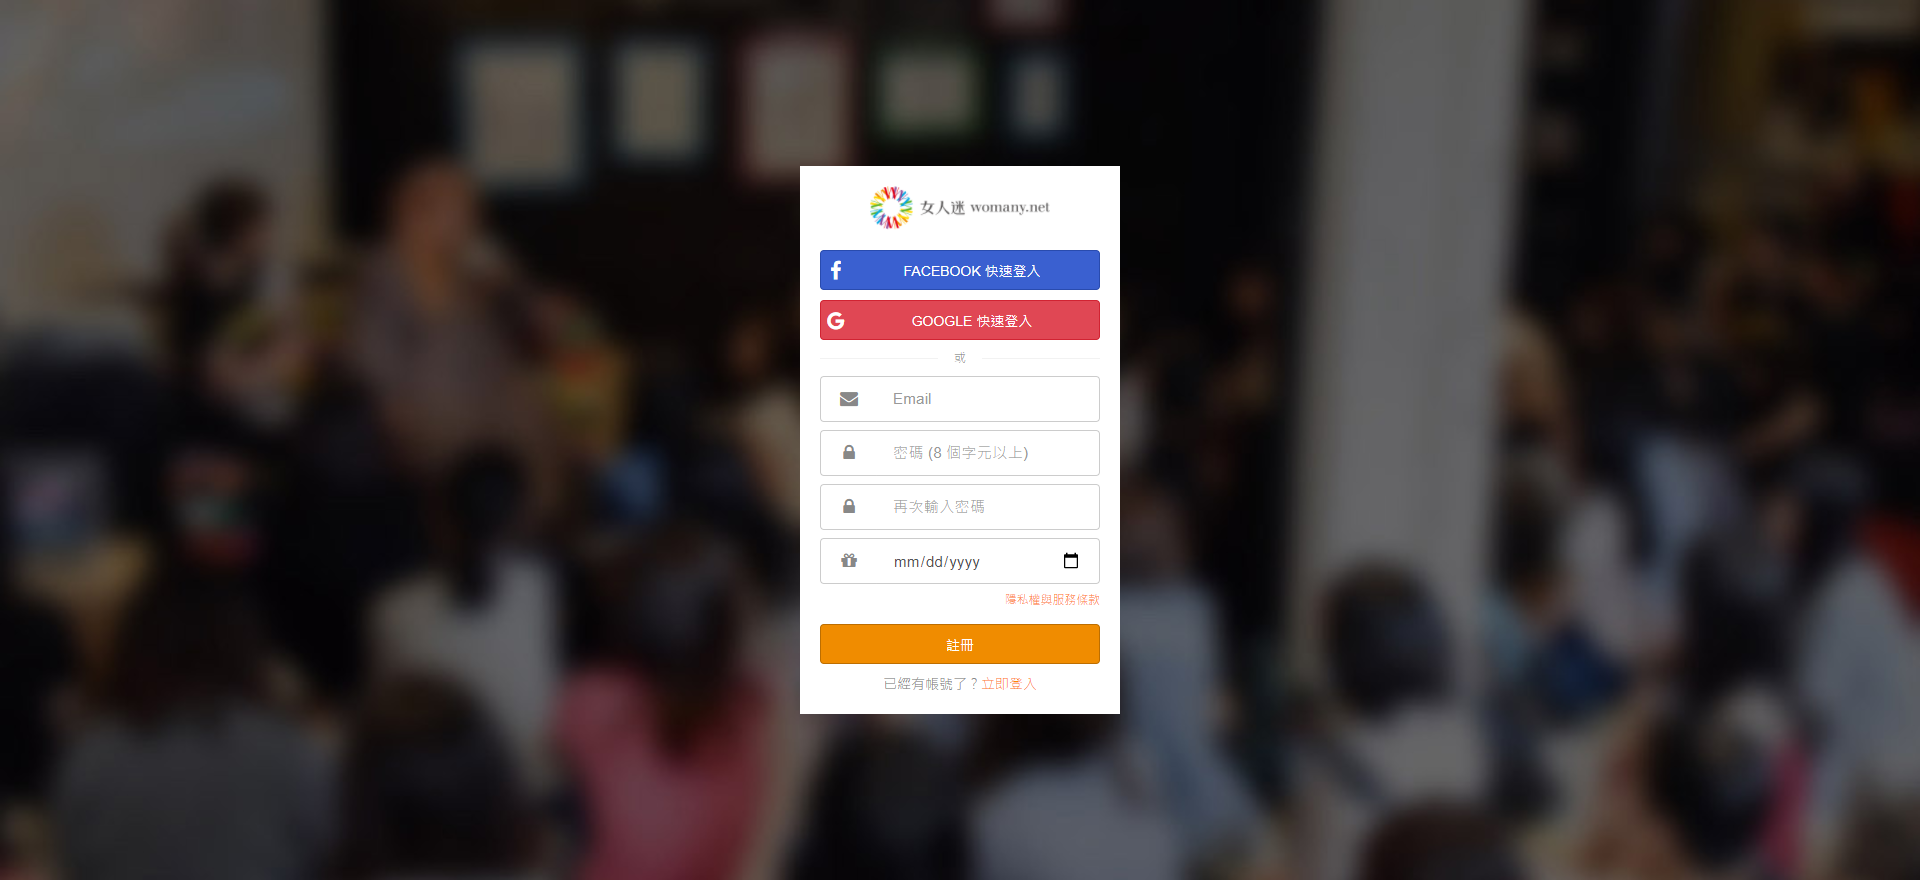 女人迷 womany.net
FACEBOOK 快速登入
GOOGLE 快速登入
或
Email
密碼 (8 個字元以上)
再次輸入密碼
mm/dd/yyyy
隱私權與服務條款
註冊
已經有帳號了？立即登入